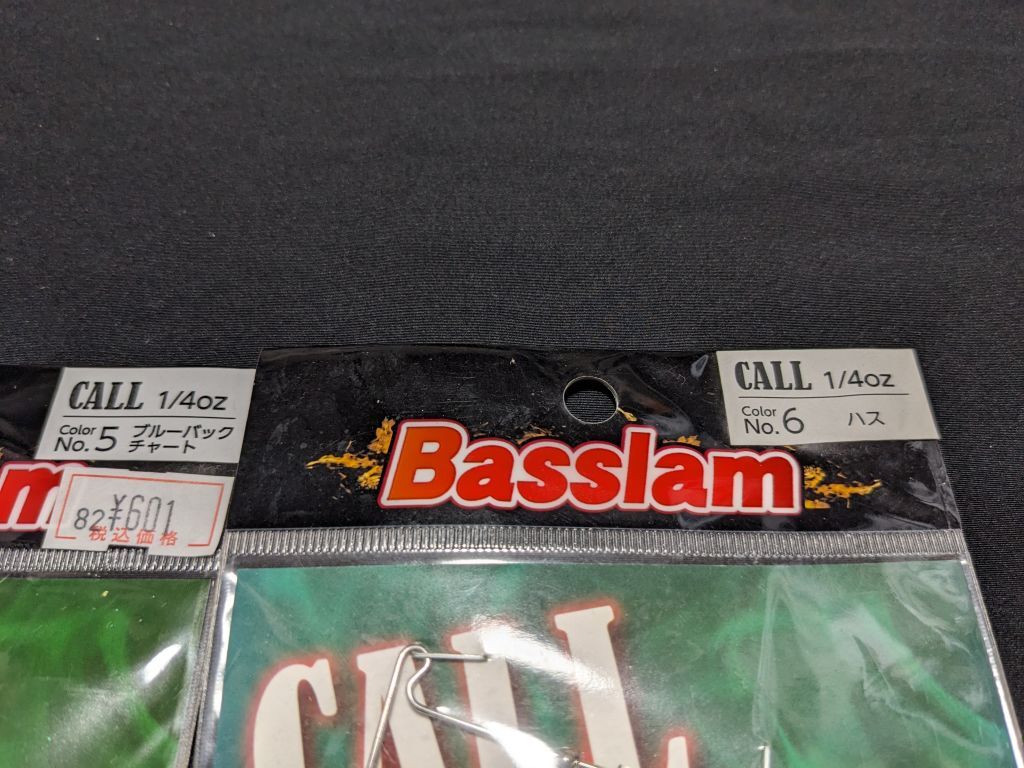 CALL 1/4oz
Color No.5 ブルーバック
チャート
m
82 ¥601
税込価格
CALL 1/4oz
Color No.6 ハス
Basslam
CALL